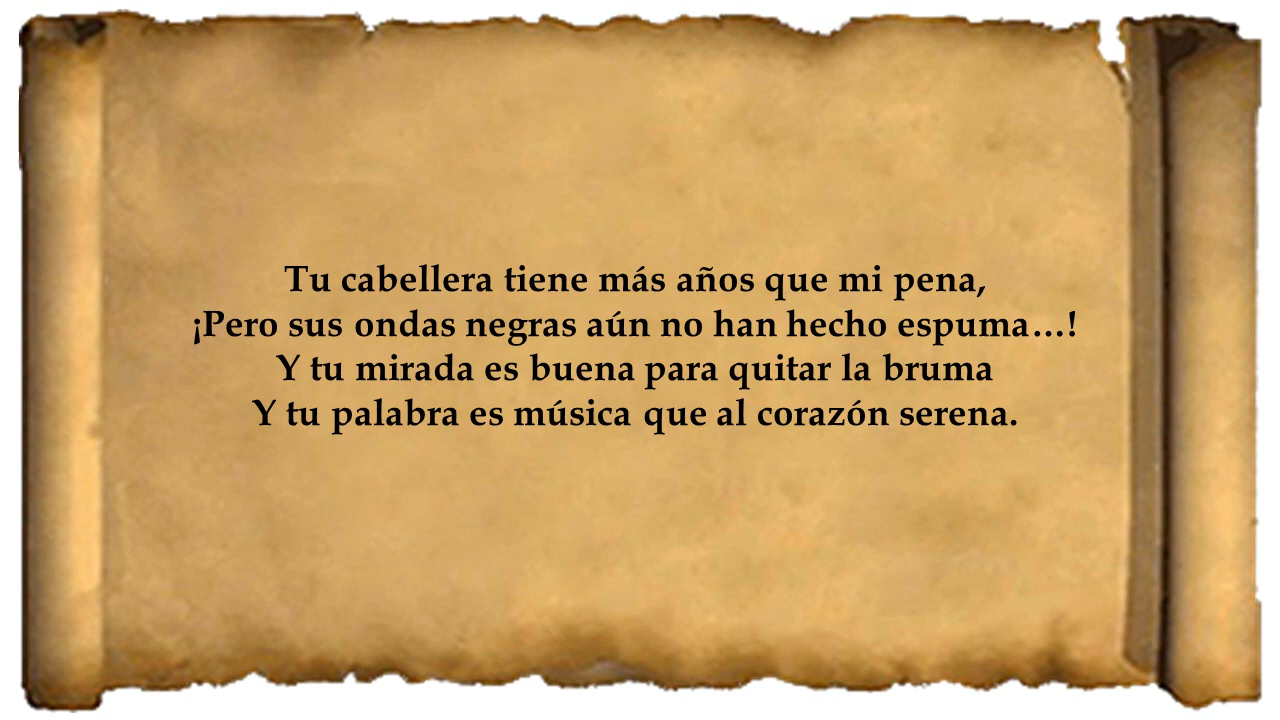 Tu cabellera tiene más años que mi pena,
¡Pero sus ondas negras aún no han hecho espuma…!
Y tu mirada es buena para quitar la bruma
Y tu palabra es música que al corazón serena.